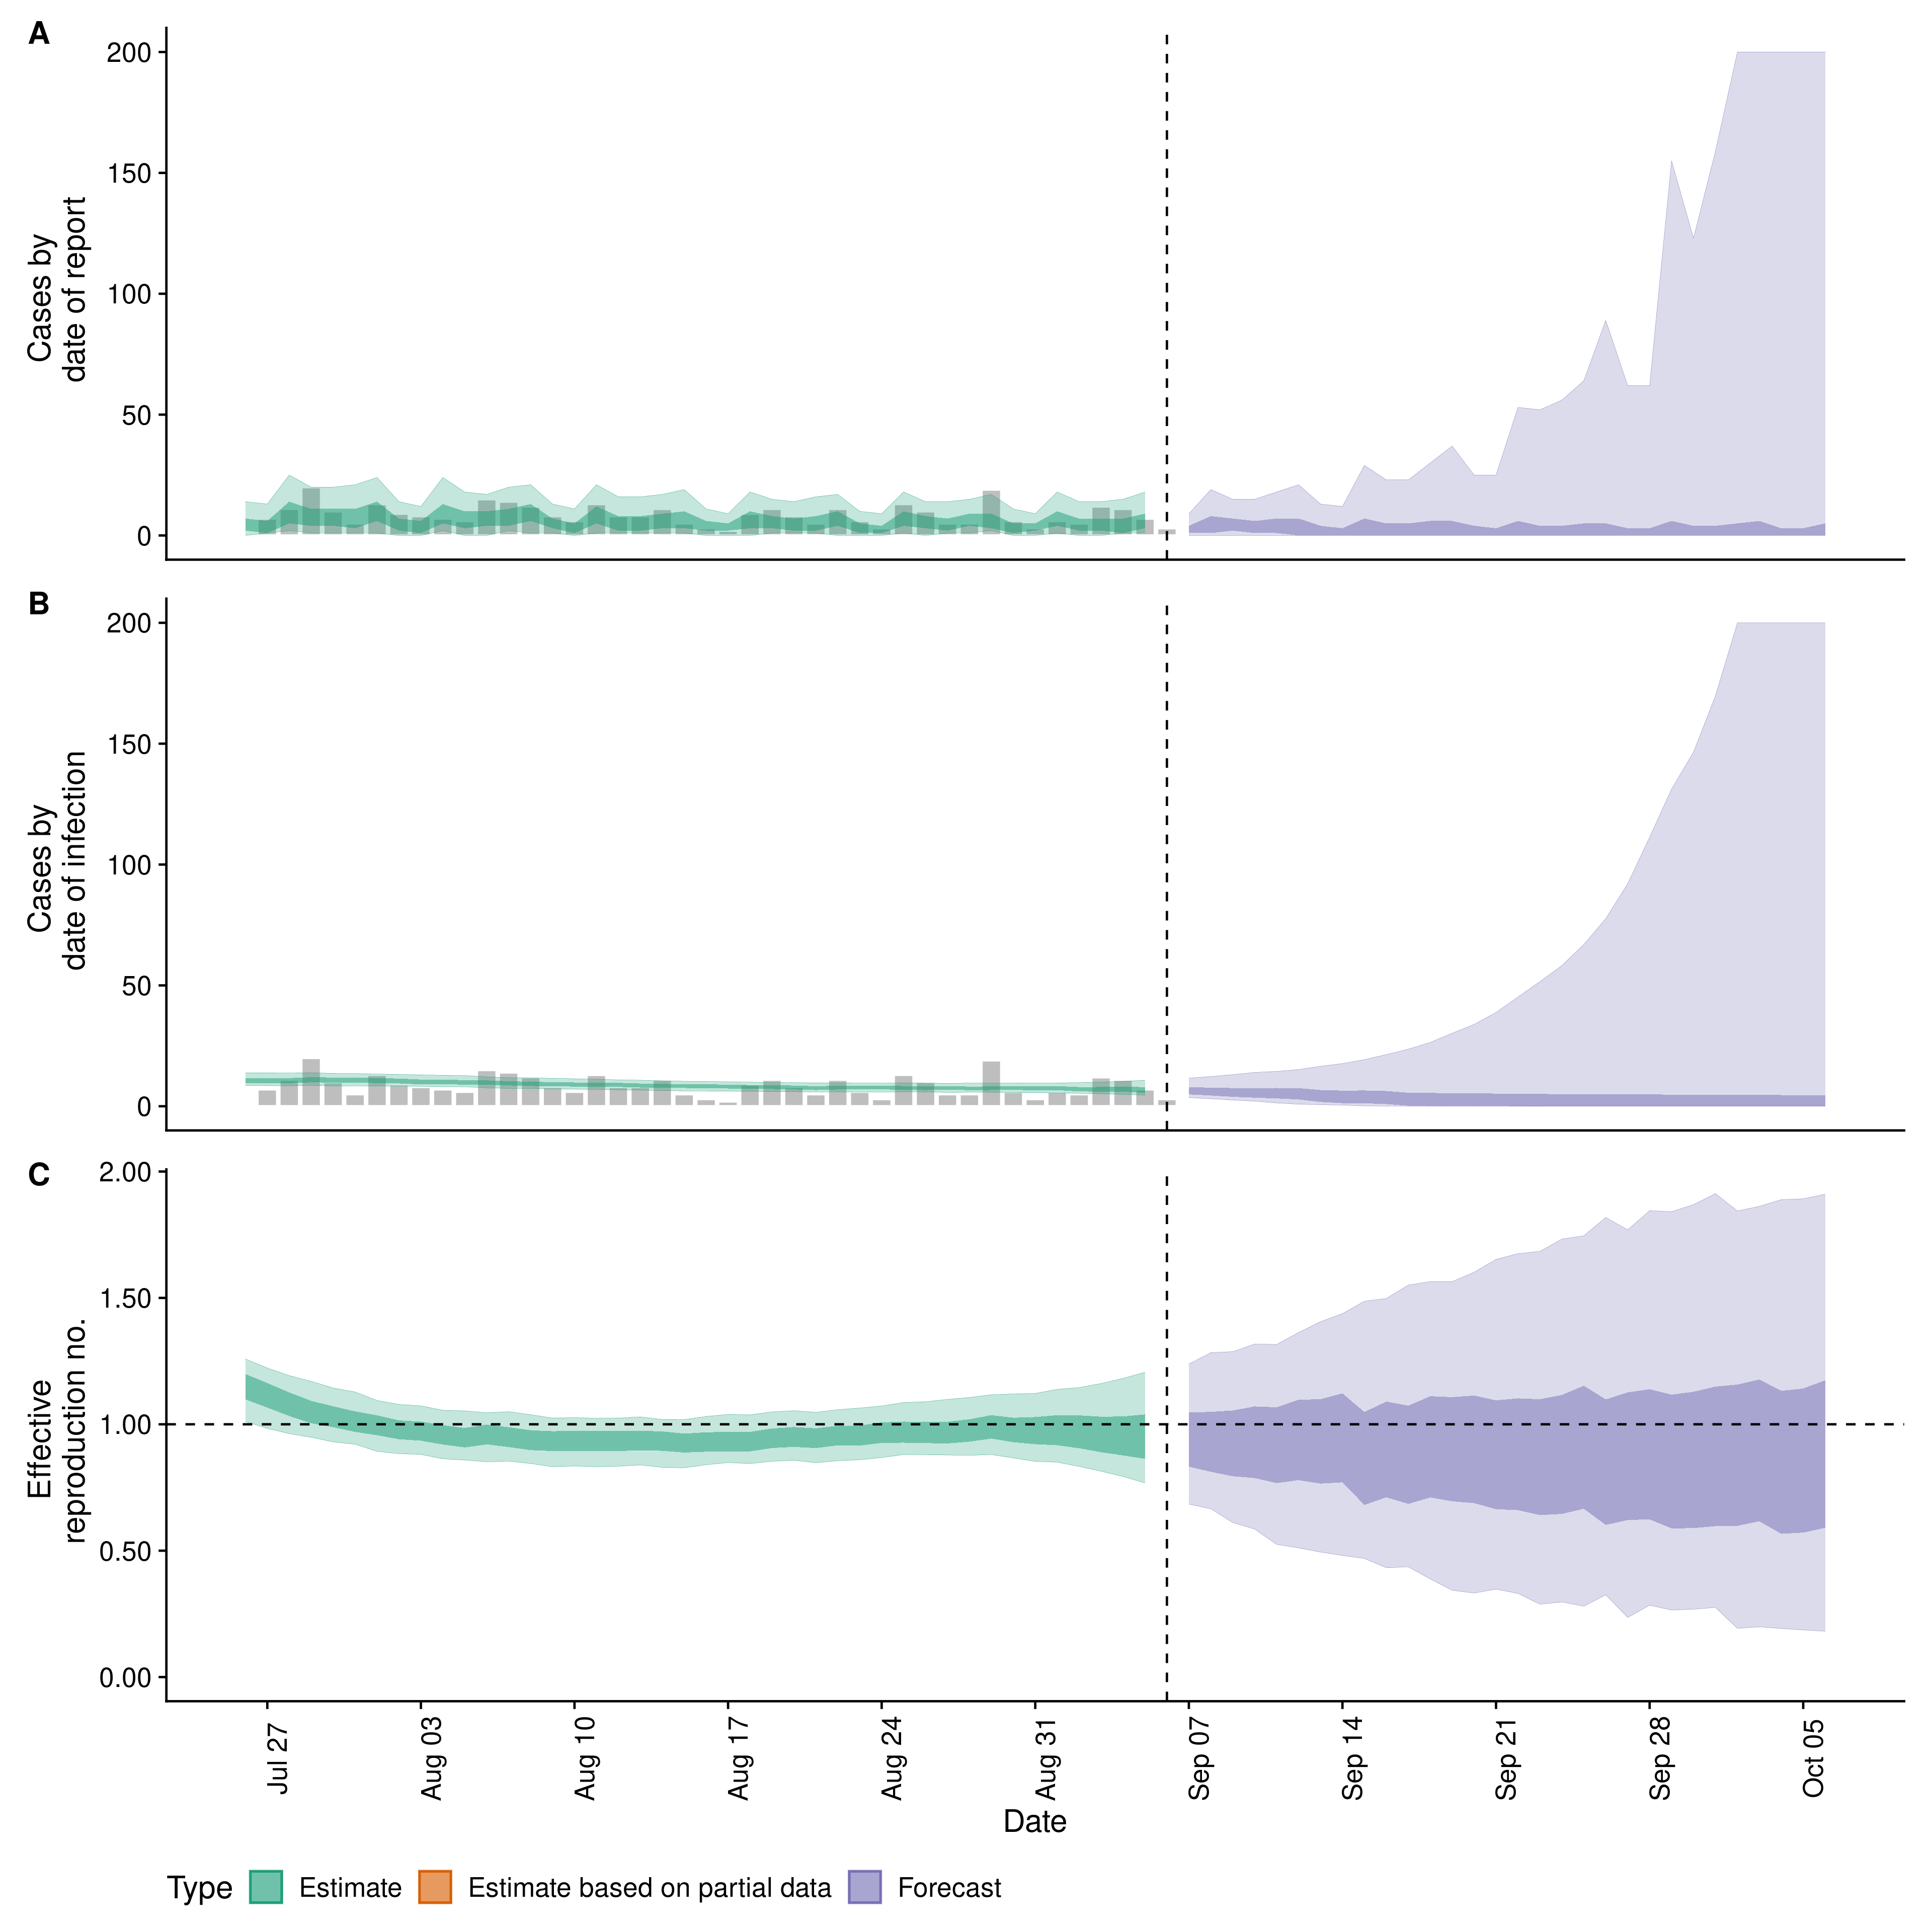 A
200
150
100
50
0
Cases by
date of report
B
200
150
100
50
0
Cases by
date of infection
C
2.00
1.50
1.00
0.50
0.00
Effective
reproduction no.
Jul 27
Aug 03
Aug 10
Aug 17
Aug 24
Aug 31
Sep 07
Sep 14
Sep 21
Sep 28
Oct 05
Date
Type Estimate Estimate based on partial data Forecast